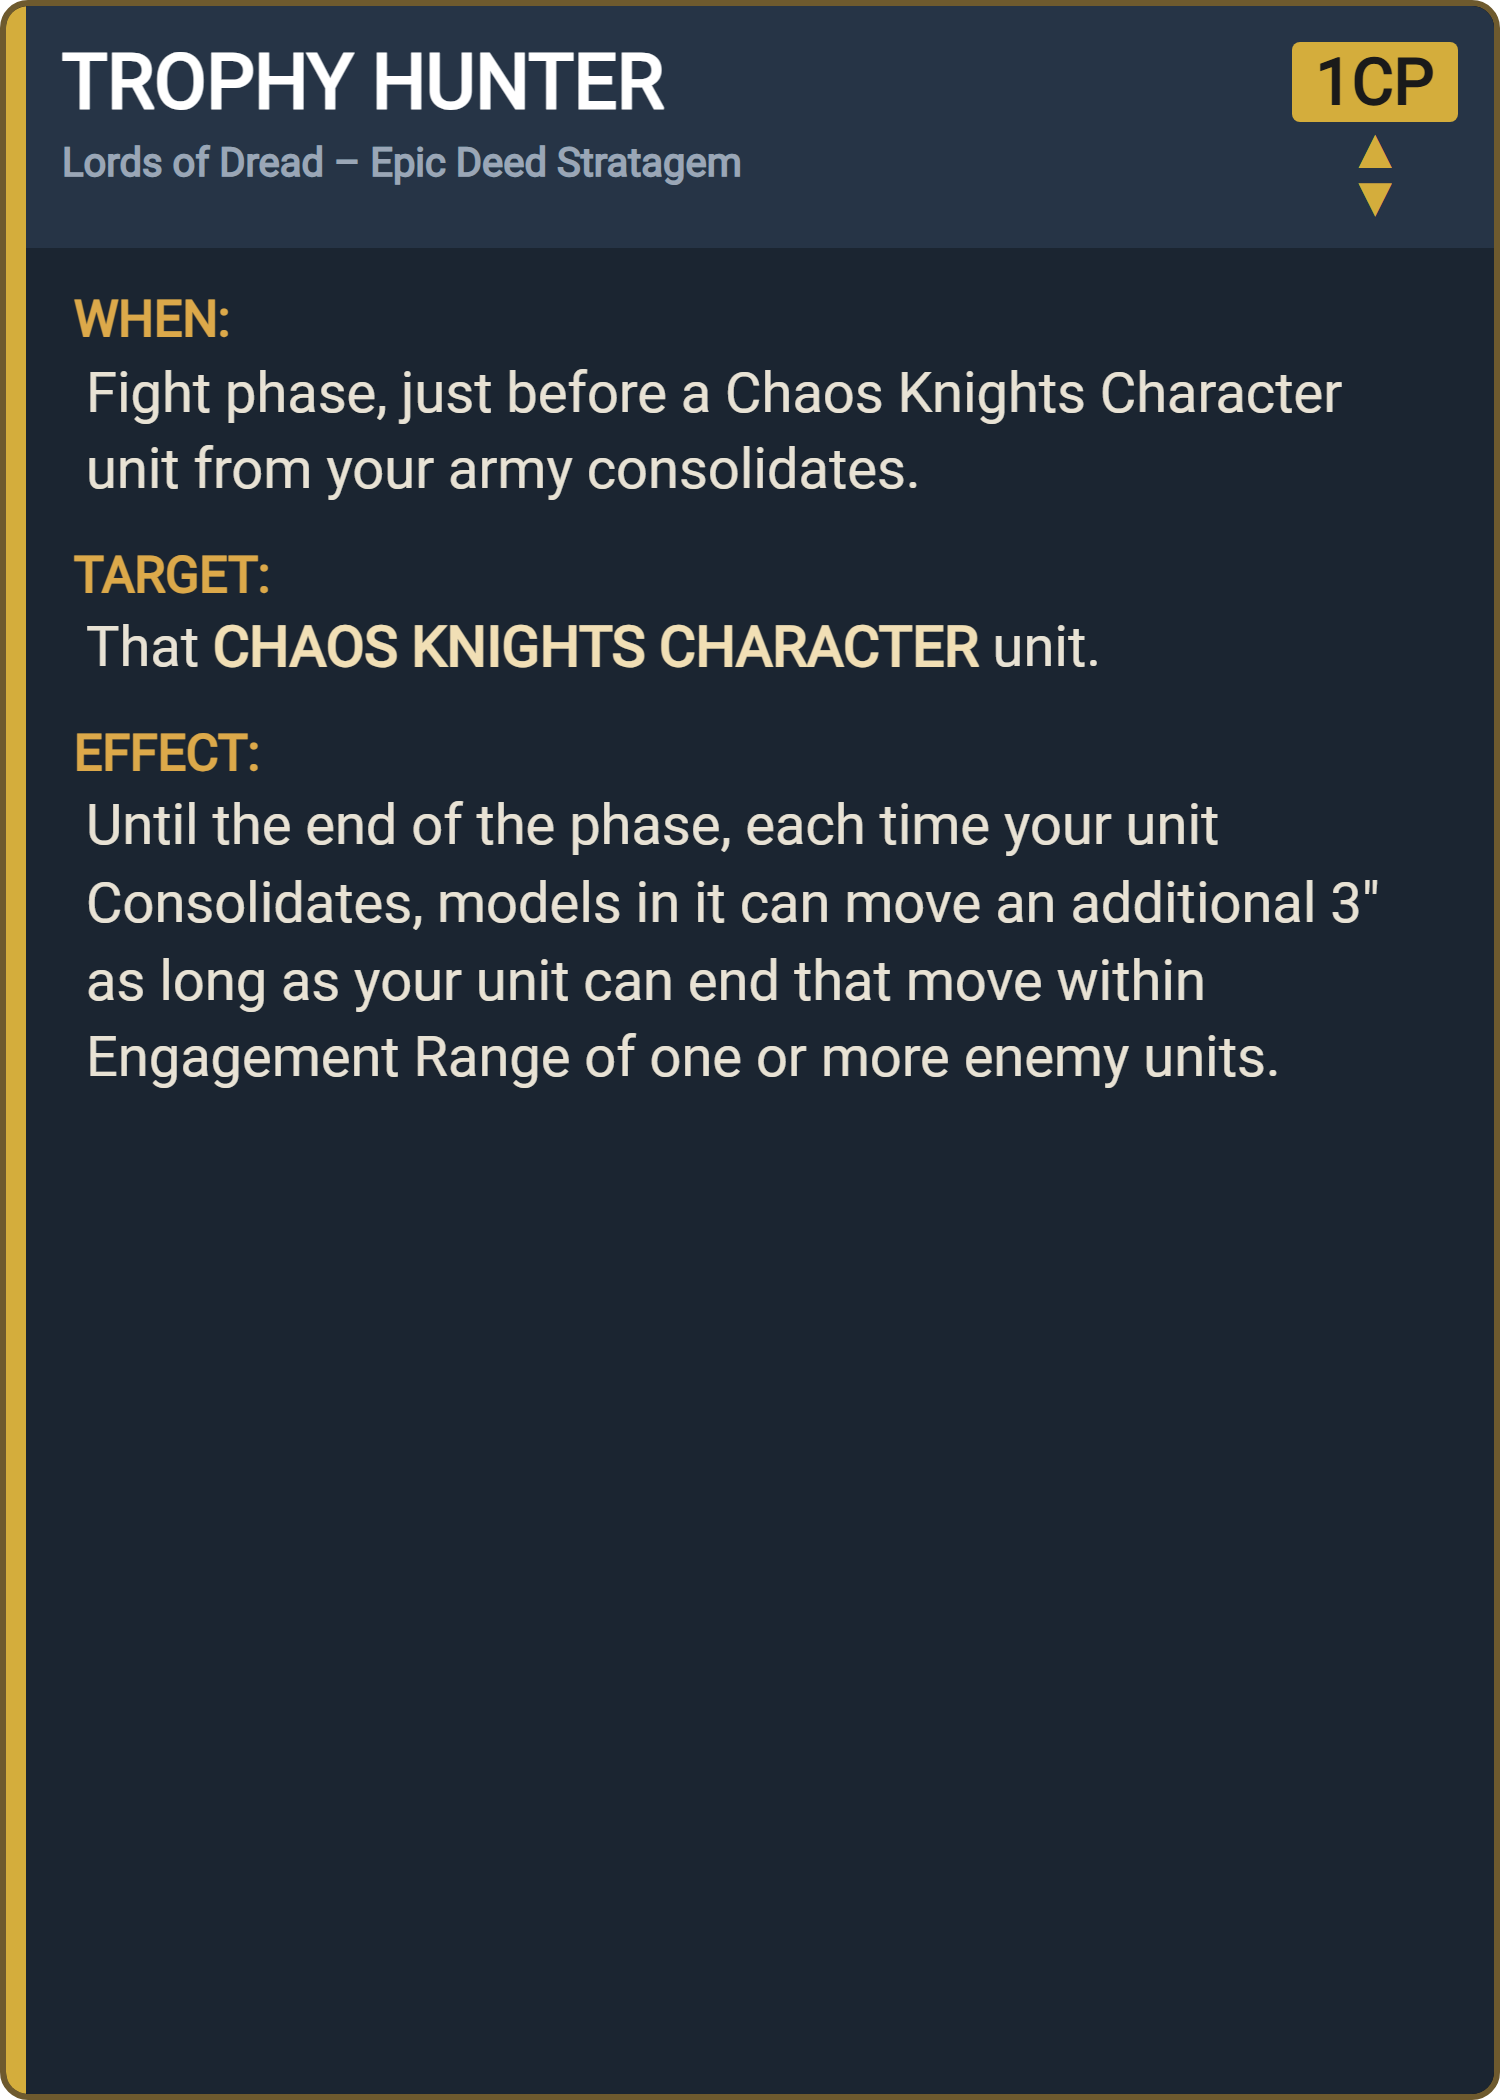 TROPHY HUNTER
1CP
Lords of Dread – Epic Deed Stratagem
▲
▼
WHEN:
Fight phase, just before a Chaos Knights Character
unit from your army consolidates.
TARGET:
That CHAOS KNIGHTS CHARACTER unit.
EFFECT:
Until the end of the phase, each time your unit
Consolidates, models in it can move an additional 3"
as long as your unit can end that move within
Engagement Range of one or more enemy units.